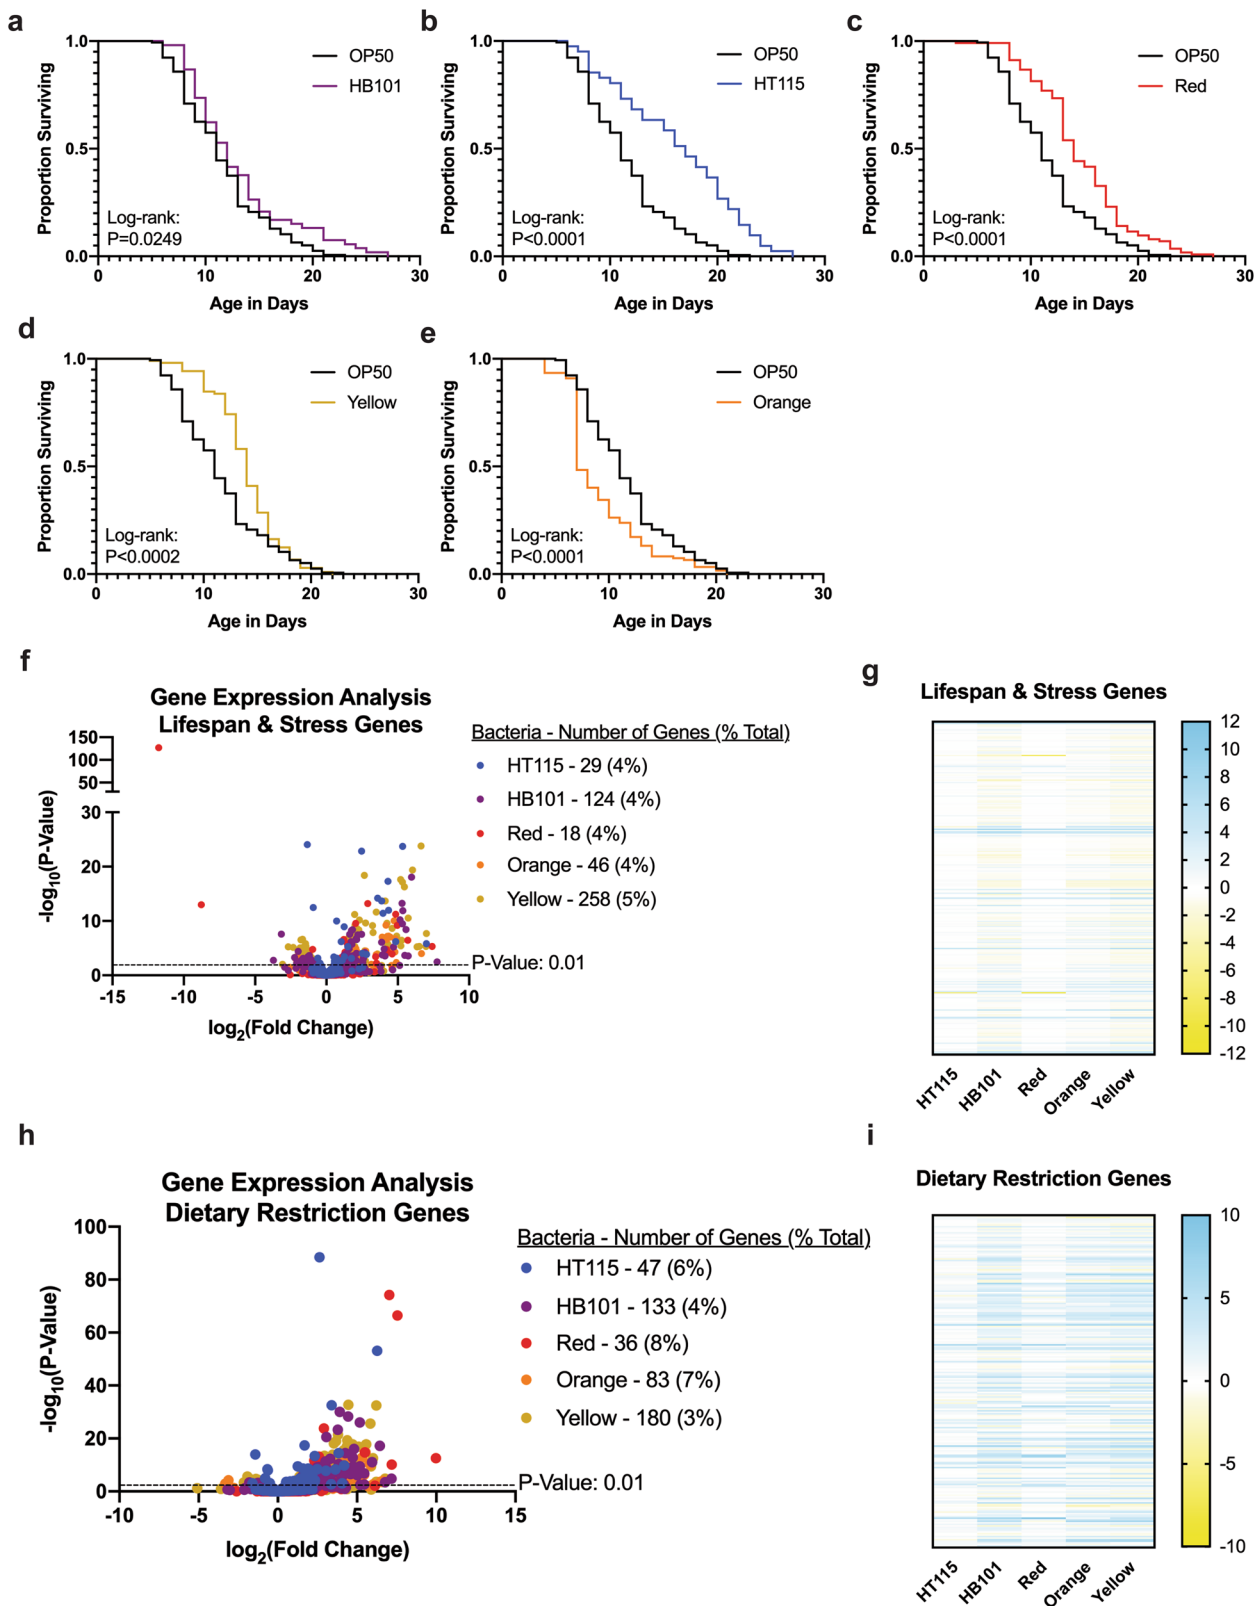 a
1.0
0.5
0.0
Proportion Surviving
OP50
HB101
Log-rank:
P=0.0249
0 10 20 30
Age in Days
b
1.0
0.5
0.0
Proportion Surviving
OP50
HT115
Log-rank:
P<0.0001
0 10 20 30
Age in Days
c
1.0
0.5
0.0
Proportion Surviving
OP50
Red
Log-rank:
P<0.0001
0 10 20 30
Age in Days
d
1.0
0.5
0.0
Proportion Surviving
OP50
Yellow
Log-rank:
P<0.0002
0 10 20 30
Age in Days
e
1.0
0.5
0.0
Proportion Surviving
OP50
Orange
Log-rank:
P<0.0001
0 10 20 30
Age in Days
f
Gene Expression Analysis
Lifespan & Stress Genes
150
100
50
30
20
10
0
-log10(P-Value)
-15 -10 -5 0 5 10
log2(Fold Change)
Bacteria - Number of Genes (% Total)
HT115 - 29 (4%)
HB101 - 124 (4%)
Red - 18 (4%)
Orange - 46 (4%)
Yellow - 258 (5%)
P-Value: 0.01
g
Lifespan & Stress Genes
12
10
8
6
4
2
0
-2
-4
-6
-8
-10
-12
HT115 HB101 Red Orange Yellow
h
Gene Expression Analysis
Dietary Restriction Genes
100
80
60
40
20
0
-log10(P-Value)
-10 -5 0 5 10 15
log2(Fold Change)
Bacteria - Number of Genes (% Total)
HT115 - 47 (6%)
HB101 - 133 (4%)
Red - 36 (8%)
Orange - 83 (7%)
Yellow - 180 (3%)
P-Value: 0.01
i
Dietary Restriction Genes
10
5
0
-5
-10
HT115 HB101 Red Orange Yellow